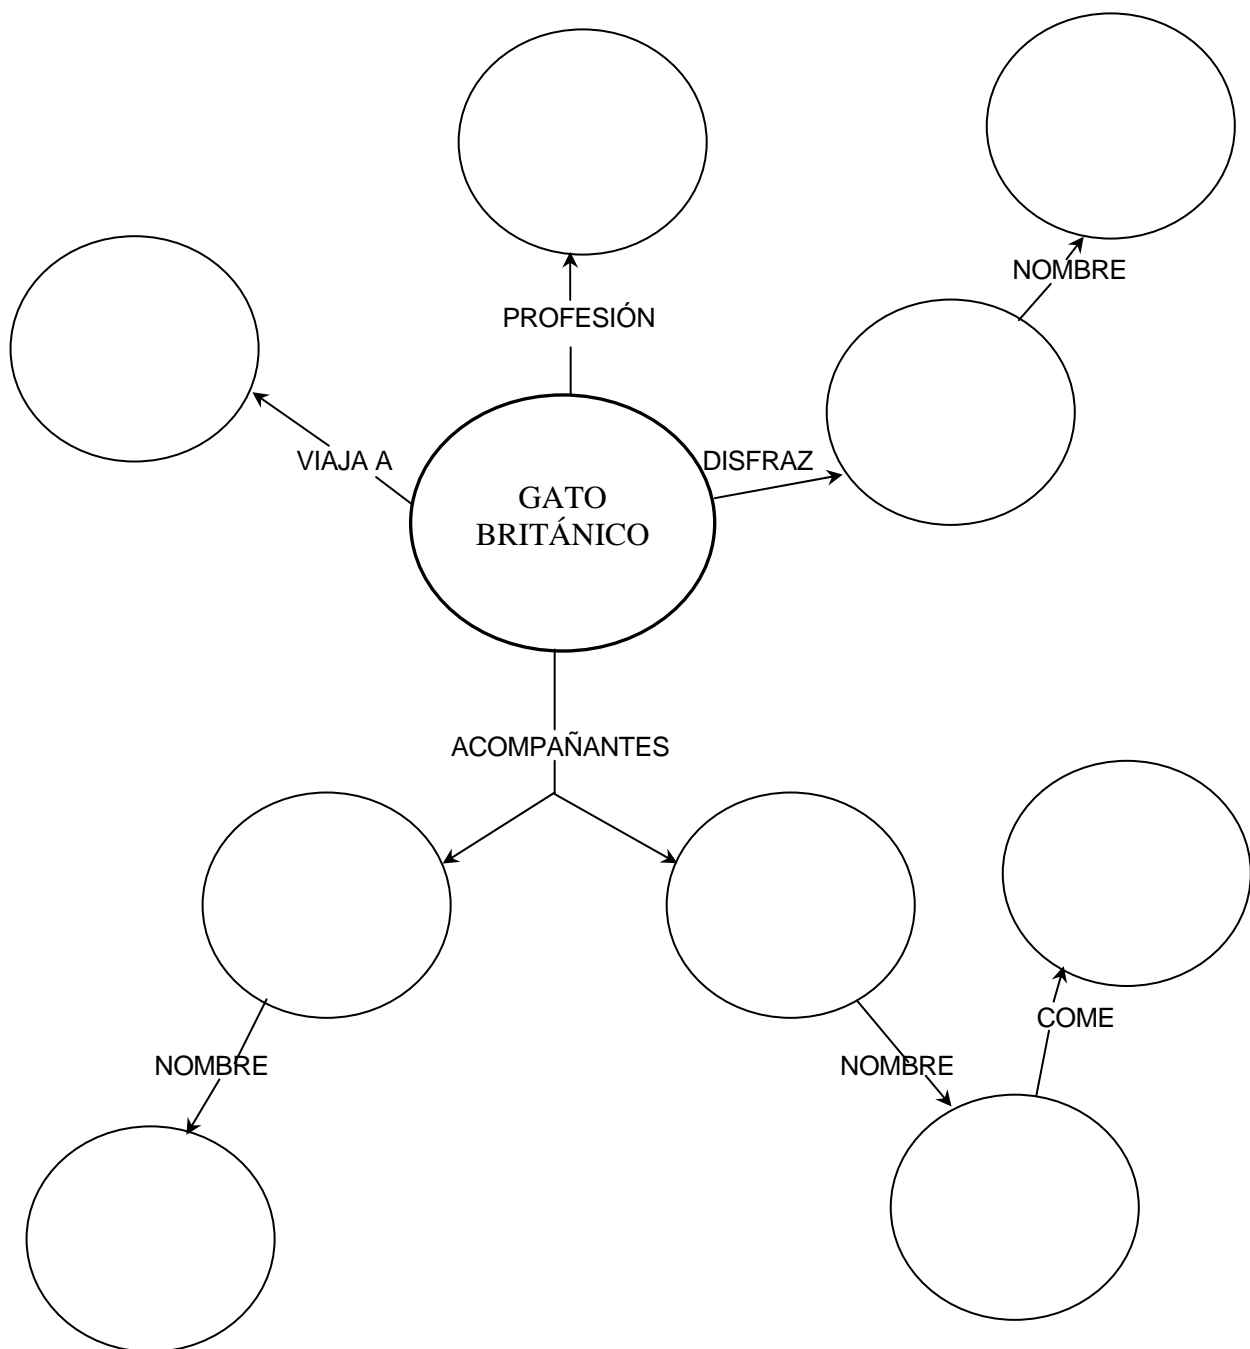 NOMBRE
PROFESIÓN
VIAJA A
DISFRAZ
GATO
BRITÁNICO
ACOMPAÑANTES
COME
NOMBRE
NOMBRE